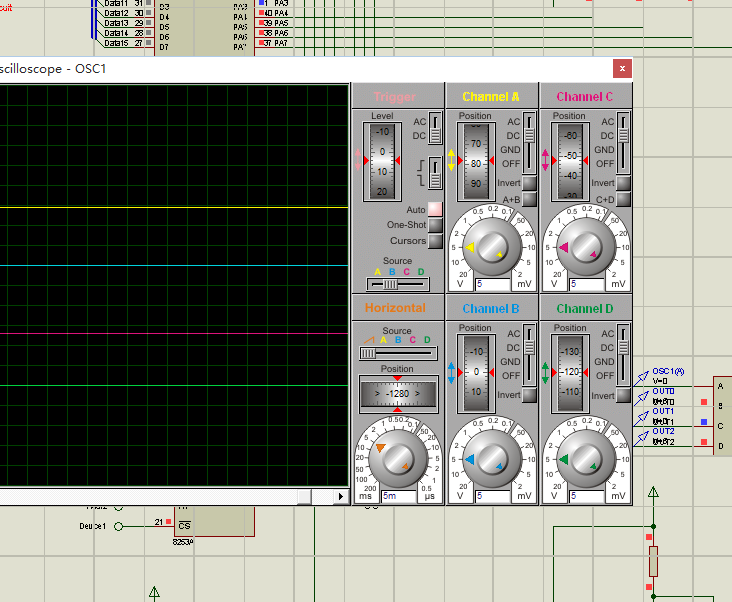 cuit
Data11 31 D3 1 PA3
Data12 30 D4 40 PA4
Data13 29 D5 39 PA5
Data14 28 D6 38 PA6
Data15 27 D7 37 PA7
scilloscope - OSC1
x
Trigger
Level
-10
0
10
20
AC
DC
Auto
One-Shot
Cursors
Source
A B C D
Channel A
Position
70
80
90
AC
DC
GND
OFF
Invert
A+B
0.5 0.2 0.1
1 50
2 20
5 10
10 5
20 2
V 5 mV
Channel C
Position
-60
-50
-40
-30
AC
DC
GND
OFF
Invert
C+D
0.5 0.2 0.1
1 50
2 20
5 10
10 5
20 2
V 5 mV
Horizontal
Source
A B C D
Position
> -1280 >
1 0.50.2 0.1
2
5
10
20
50
100
200
50
20
10
5
2
1
0.5
ms 5m µs
Channel B
Position
-10
0
10
AC
DC
GND
OFF
Invert
0.5 0.2 0.1
1 50
2 20
5 10
10 5
20 2
V 5 mV
Channel D
Position
-130
-120
-110
AC
DC
GND
OFF
Invert
0.5 0.2 0.1
1 50
2 20
5 10
10 5
20 2
V 5 mV
OSC1(A)
V=0
OUT0
OUT1
OUT2
A
B
C
D
Deuce1 21 CS
8253A